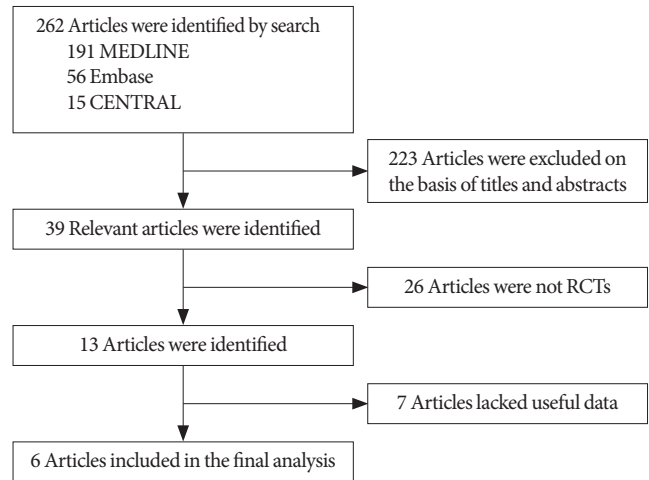 262 Articles were identified by search
191 MEDLINE
56 Embase
15 CENTRAL
223 Articles were excluded on
the basis of titles and abstracts
39 Relevant articles were identified
26 Articles were not RCTs
13 Articles were identified
7 Articles lacked useful data
6 Articles included in the final analysis